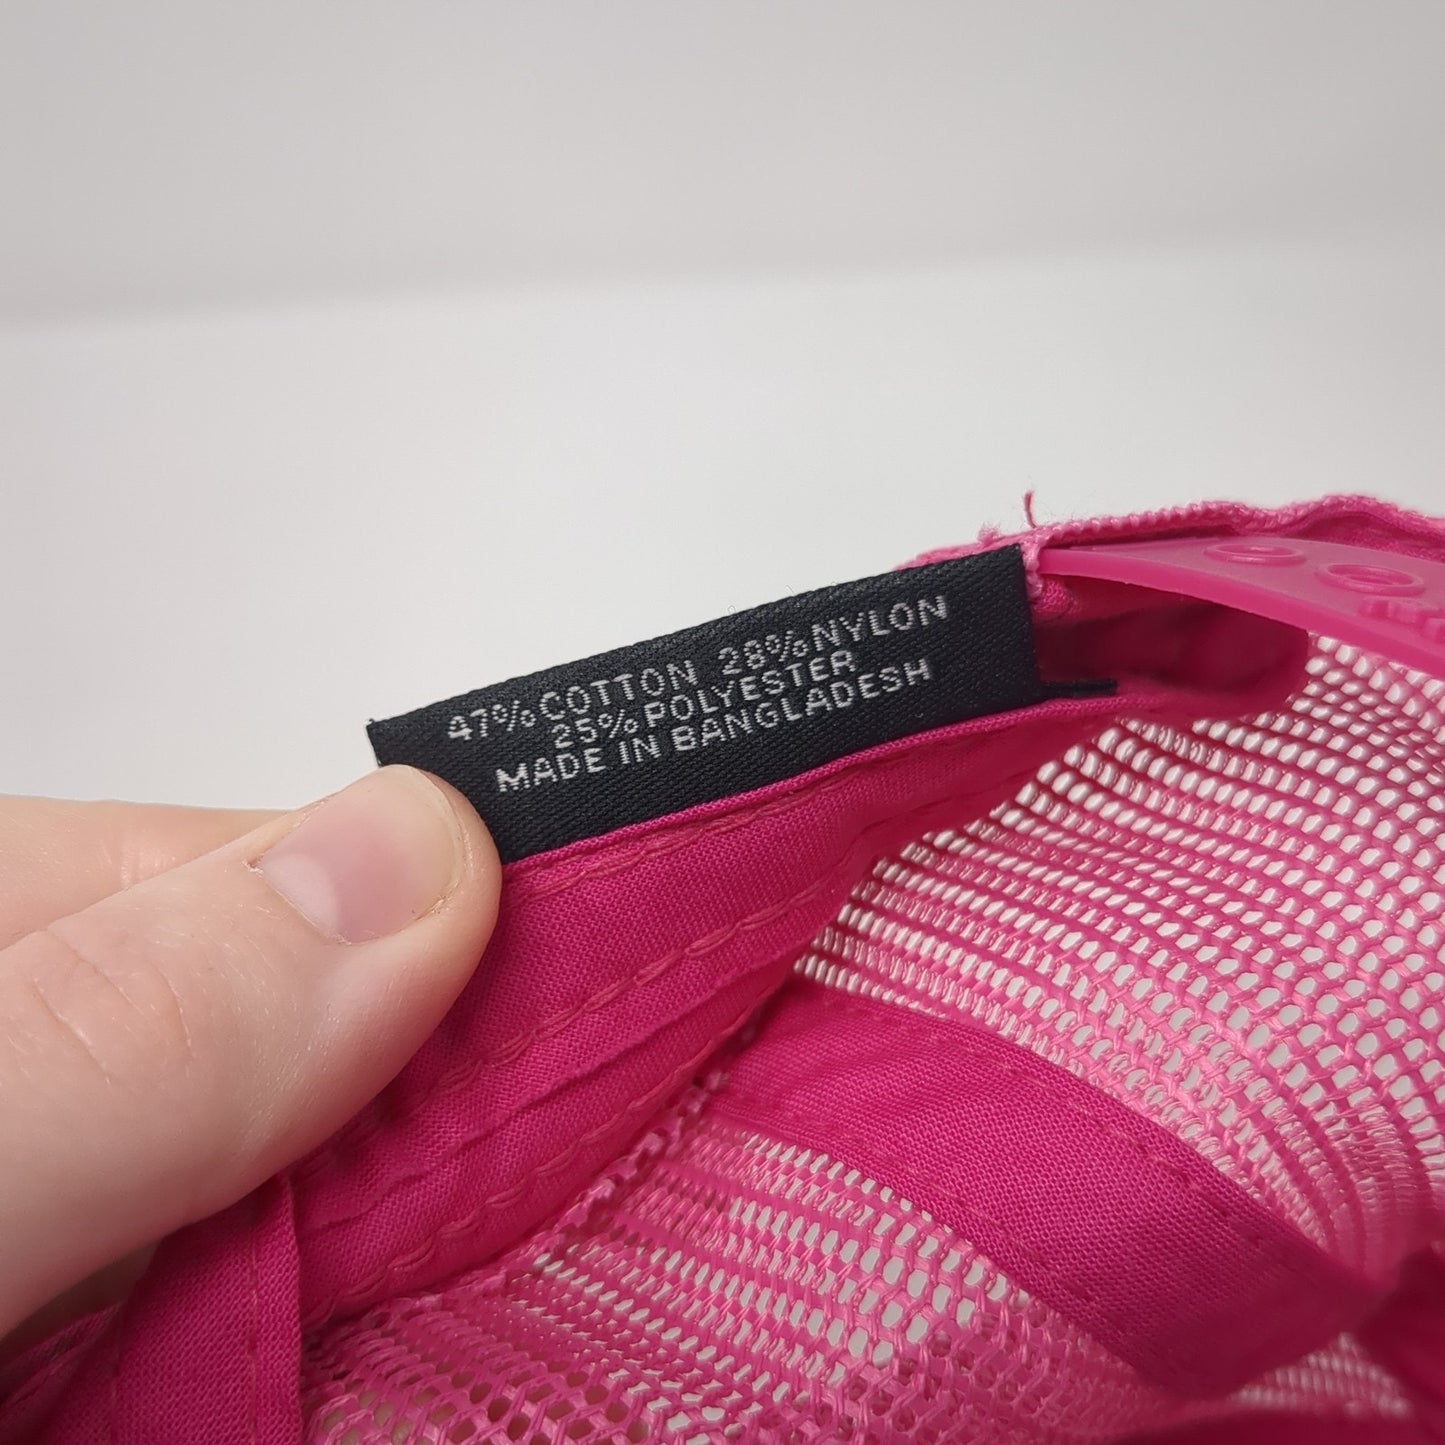 47% COTTON 28% NYLON
25% POLYESTER
MADE IN BANGLADESH